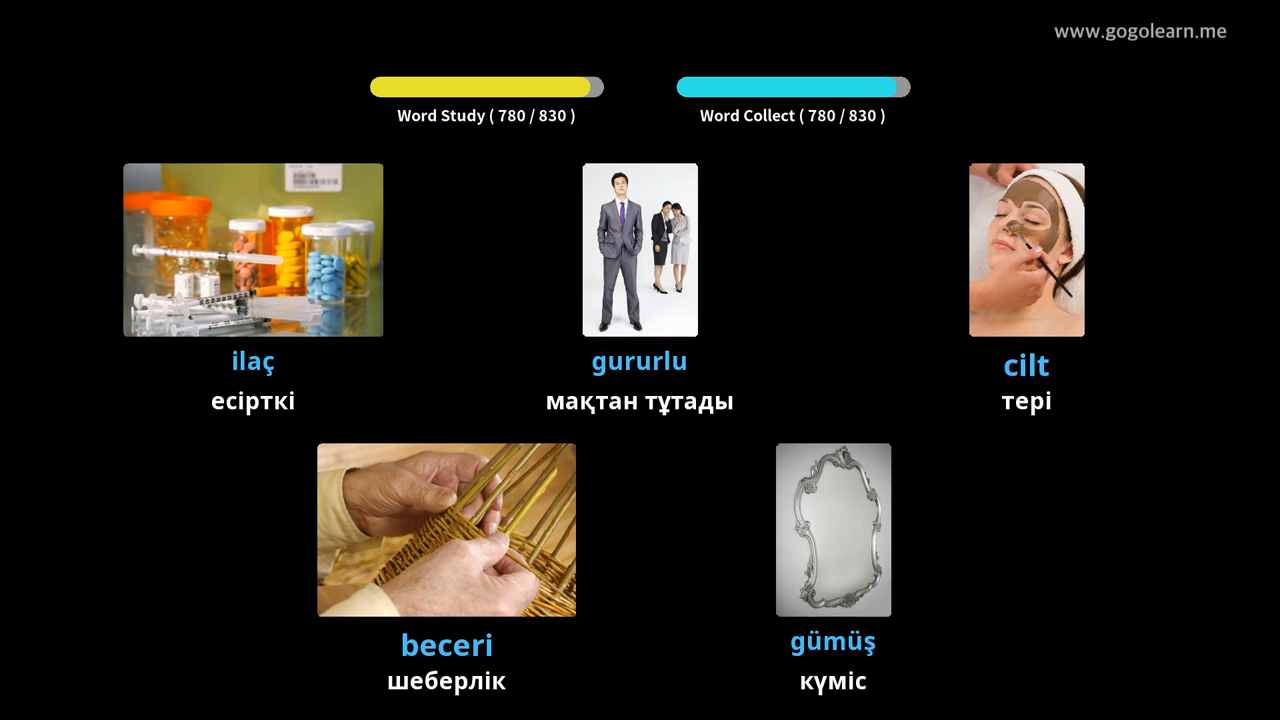 www.gogolearn.me
Word Study ( 780 / 830 )
Word Collect ( 780 / 830 )
ilaç
есірткі
gururlu
мақтан тұтады
cilt
тері
beceri
шеберлік
gümüş
күміс